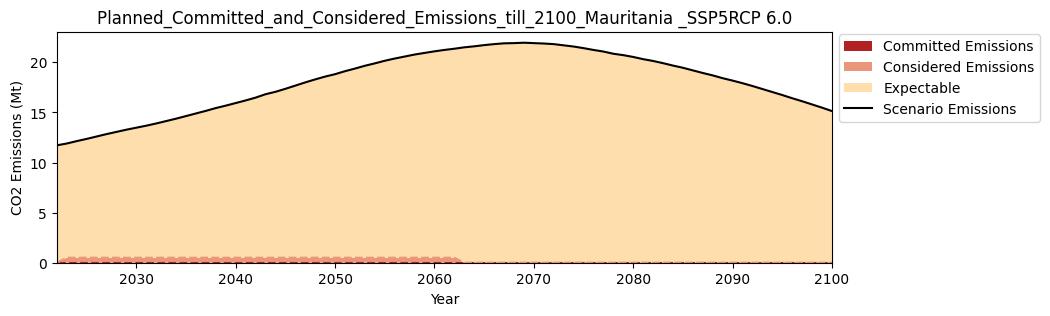 Planned_Committed_and_Considered_Emissions_till_2100_Mauritania _SSP5RCP 6.0
CO2 Emissions (Mt)
20
15
10
5
0
2030 2040 2050 2060 2070 2080 2090 2100
Year
Committed Emissions
Considered Emissions
Expectable
Scenario Emissions